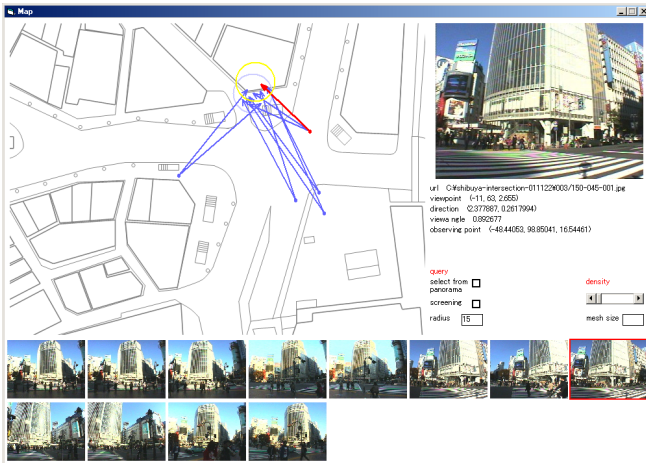 Map
url C:¥shibuya-intersection-011122¥003/150-045-001.jpg
viewpoint (-11, 63, 2.655)
direction (2.377887, 0.2617994)
viewa ngle 0.892677
observing point (-48.44053, 98.85041, 16.54461)
query
select from
panorama
density
screening
radius 15
mesh size